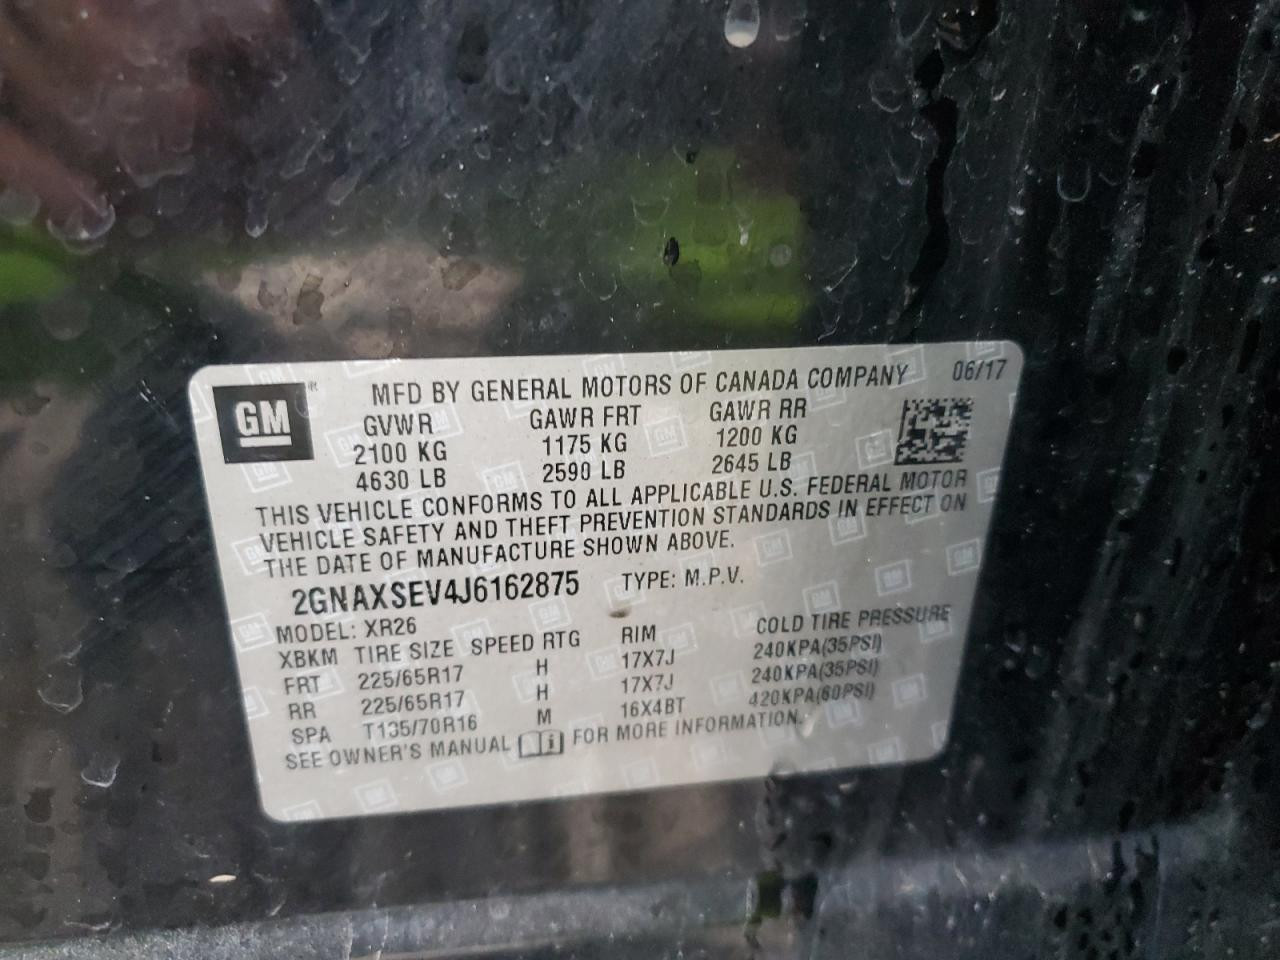 GM ® MFD BY GENERAL MOTORS OF CANADA COMPANY 06/17
GVWR GAWR FRT GAWR RR
2100 KG 1175 KG 1200 KG
4630 LB 2590 LB 2645 LB
THIS VEHICLE CONFORMS TO ALL APPLICABLE U.S. FEDERAL MOTOR
VEHICLE SAFETY AND THEFT PREVENTION STANDARDS IN EFFECT ON
THE DATE OF MANUFACTURE SHOWN ABOVE.
2GNAXSEV4J6162875 TYPE: M.P.V.
MODEL: XR26
XBKM TIRE SIZE SPEED RTG RIM COLD TIRE PRESSURE
FRT 225/65R17 H 17X7J 240KPA(35PSI)
RR 225/65R17 H 17X7J 240KPA(35PSI)
SPA T135/70R16 M 16X4BT 420KPA(60PSI)
SEE OWNER'S MANUAL i FOR MORE INFORMATION.